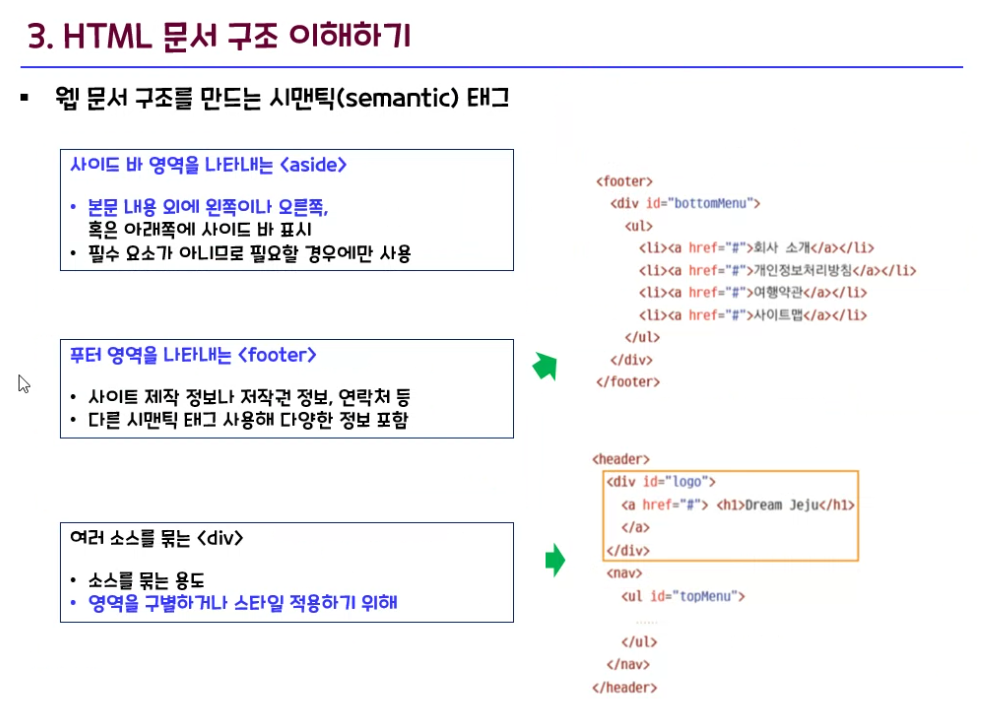 3. HTML 문서 구조 이해하기
▪ 웹 문서 구조를 만드는 시맨틱(semantic) 태그
사이드 바 영역을 나타내는 <aside>
• 본문 내용 외에 왼쪽이나 오른쪽,
혹은 아래쪽에 사이드 바 표시
• 필수 요소가 아니므로 필요할 경우에만 사용
푸터 영역을 나타내는 <footer>
• 사이트 제작 정보나 저작권 정보, 연락처 등
• 다른 시맨틱 태그 사용해 다양한 정보 포함
여러 소스를 묶는 <div>
• 소스를 묶는 용도
• 영역을 구별하거나 스타일 적용하기 위해
<footer>
<div id="bottomMenu">
<ul>
<li><a href="#">회사 소개</a></li>
<li><a href="#">개인정보처리방침</a></li>
<li><a href="#">여행약관</a></li>
<li><a href="#">사이트맵</a></li>
</ul>
</div>
</footer>
<header>
<div id="logo">
<a href="#"> <h1>Dream Jeju</h1>
</a>
</div>
<nav>
<ul id="topMenu">
......
</ul>
</nav>
</header>